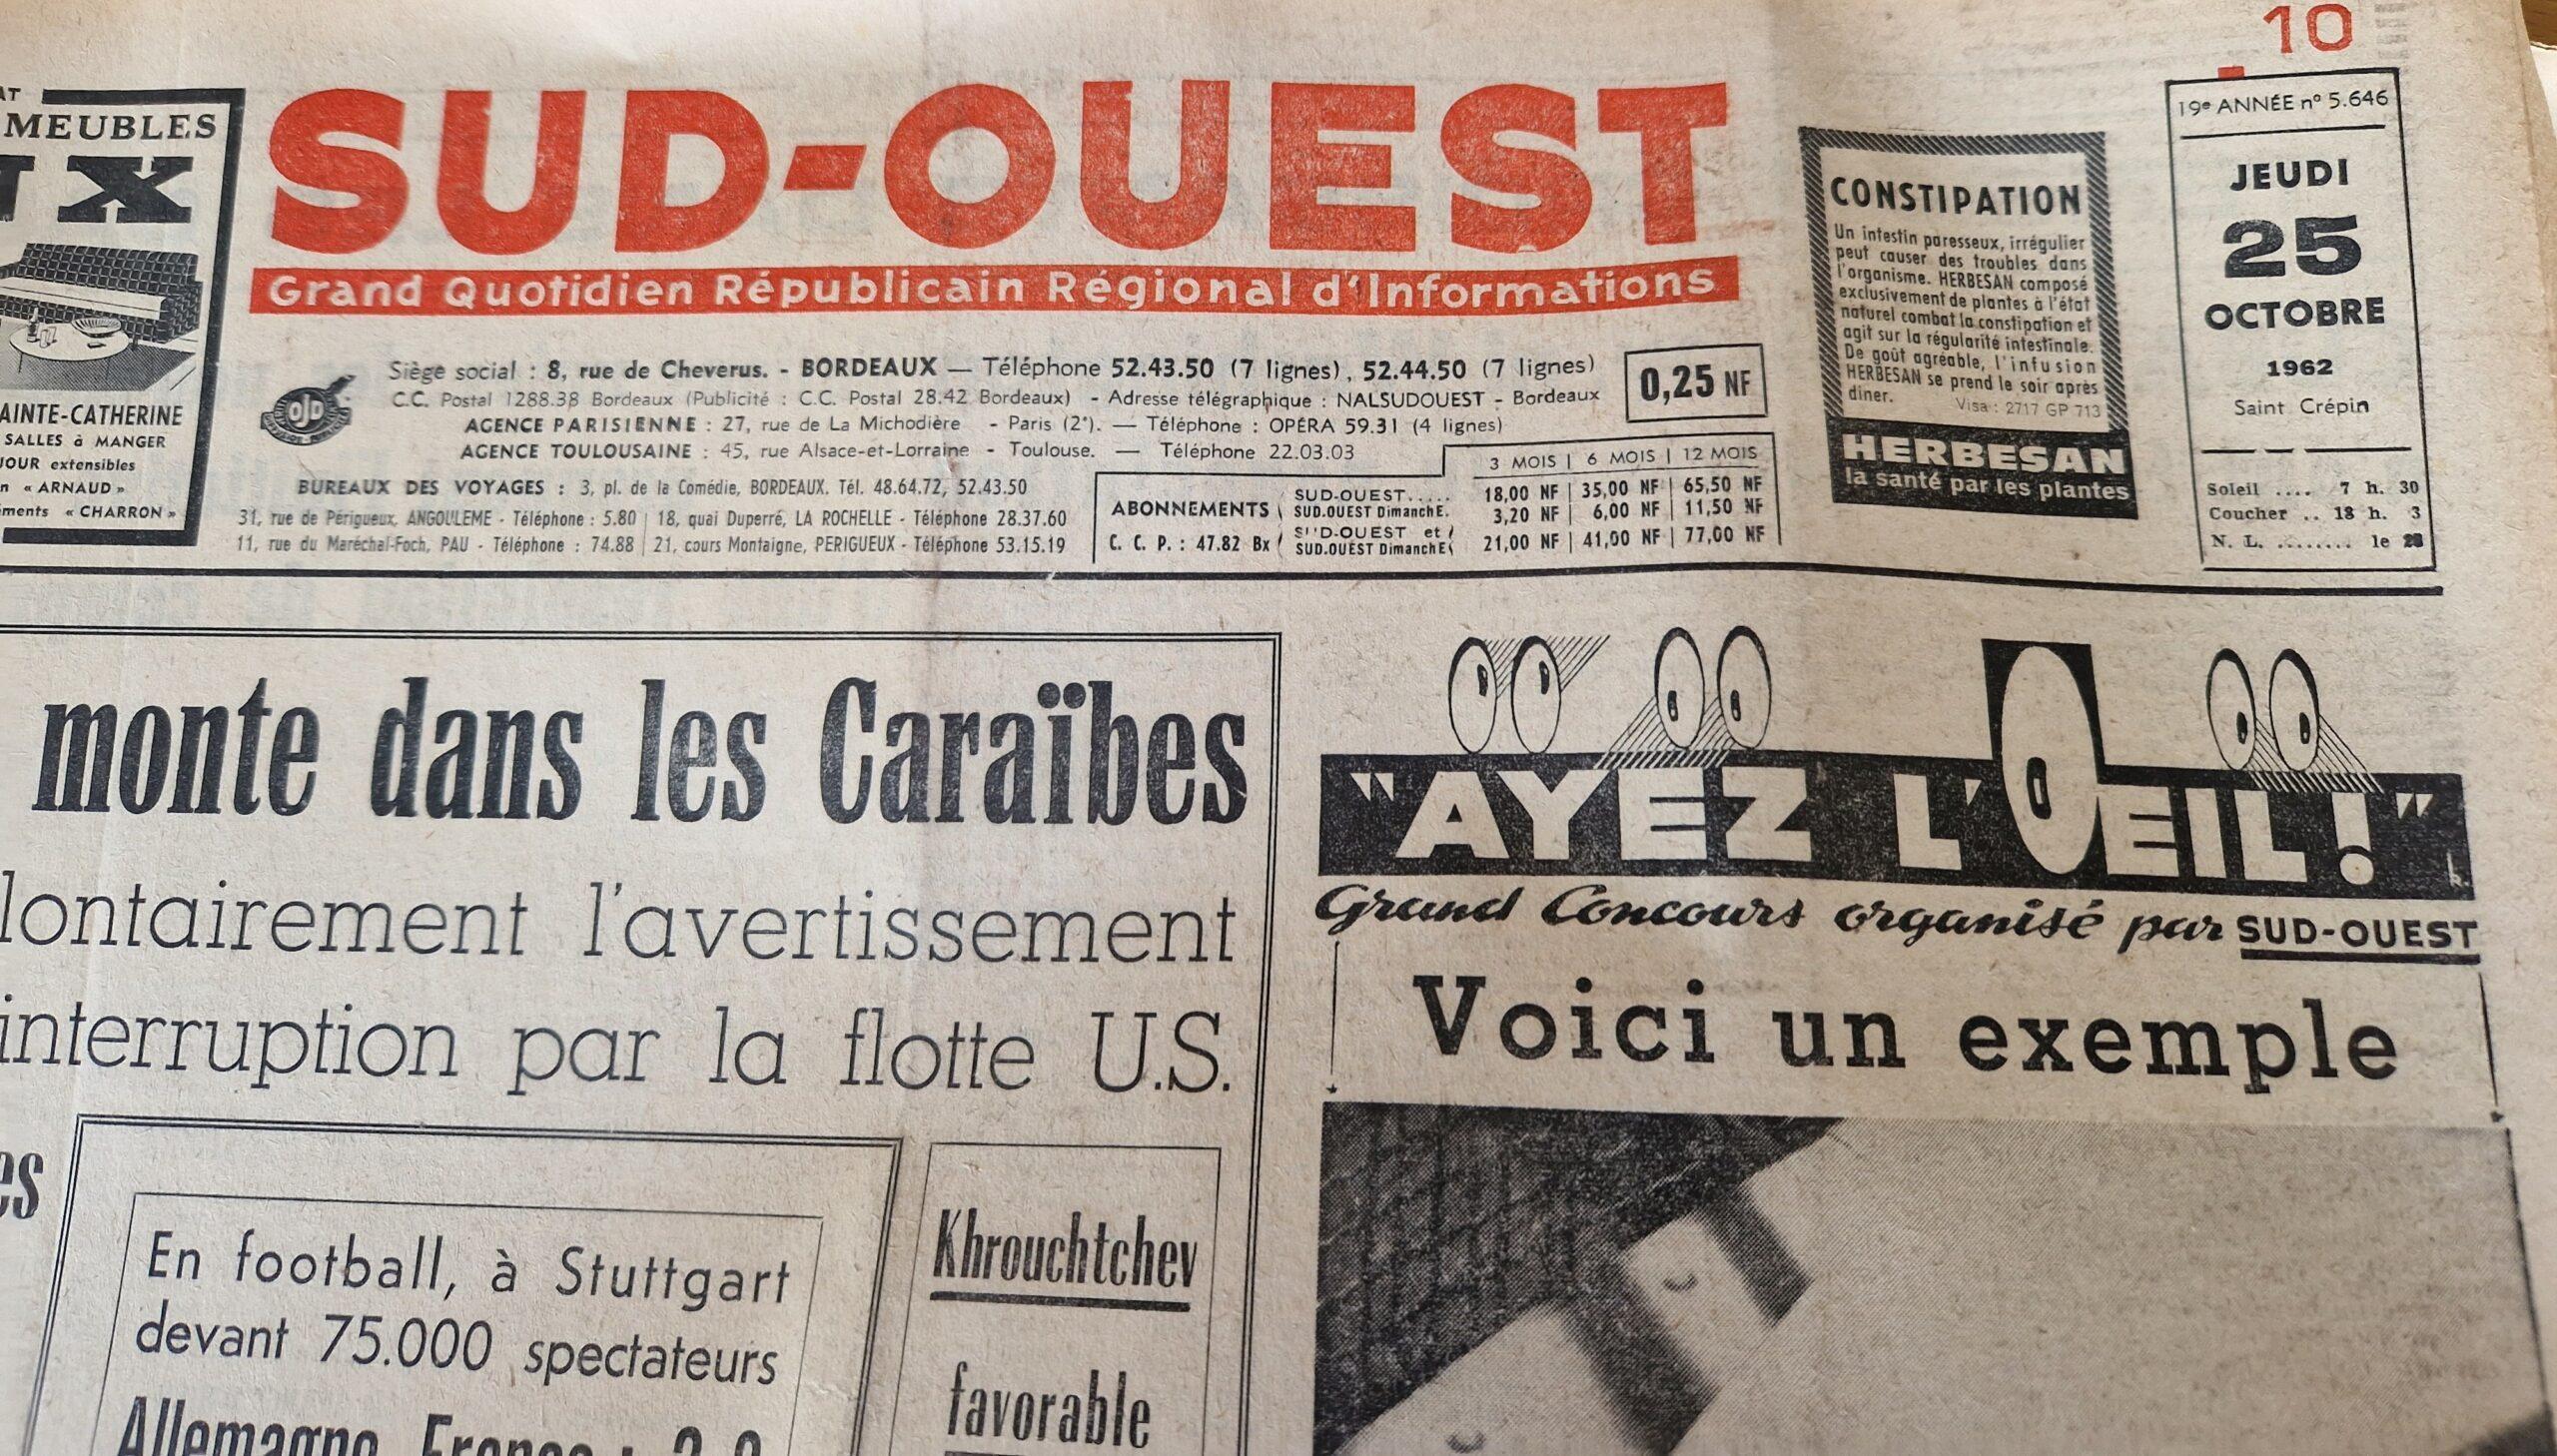 10
MEUBLES
SAINTE-CATHERINE
SALLES à MANGER
extensibles
« ARNAUD »
« CHARRON »
SUD-OUEST
Grand Quotidien Républicain Régional d'Informations
OJD
Siège social : 8, rue de Cheverus. - BORDEAUX — Téléphone 52.43.50 (7 lignes), 52.44.50 (7 lignes)
C.C. Postal 1288.38 Bordeaux (Publicité : C.C. Postal 28.42 Bordeaux) - Adresse télégraphique : NALSUDOUEST - Bordeaux
AGENCE PARISIENNE : 27, rue de La Michodière - Paris (2e). — Téléphone : OPÉRA 59.31 (4 lignes)
AGENCE TOULOUSAINE : 45, rue Alsace-et-Lorraine - Toulouse. — Téléphone 22.03.03
BUREAUX DES VOYAGES : 3, pl. de la Comédie, BORDEAUX. Tél. 48.64.72, 52.43.50
31, rue de Périgueux, ANGOULEME - Téléphone : 5.80 | 18, quai Duperré, LA ROCHELLE - Téléphone 28.37.60
11, rue du Maréchal-Foch, PAU - Téléphone : 74.88 | 21, cours Montaigne, PERIGUEUX - Téléphone 53.15.19
0,25 NF
3 MOIS | 6 MOIS | 12 MOIS
ABONNEMENTS
SUD-OUEST..... 18,00 NF | 35,00 NF | 65,50 NF
SUD.OUEST DimanchE. 3,20 NF | 6,00 NF | 11,50 NF
C. C. P. : 47.82 Bx
SUD-OUEST et
SUD.OUEST DimanchE 21,00 NF | 41,00 NF | 77,00 NF
CONSTIPATION
Un intestin paresseux, irrégulier
peut causer des troubles dans
l'organisme. HERBESAN composé
exclusivement de plantes à l'état
naturel combat la constipation et
agit sur la régularité intestinale.
De goût agréable, l'infusion
HERBESAN se prend le soir après
diner. Visa : 2717 GP 713
HERBESAN
la santé par les plantes
19e ANNÉE n° 5.646
JEUDI
25
OCTOBRE
1962
Saint Crépin
Soleil .... 7 h. 30
Coucher .. 18 h. 3
N. L. ........ le
monte dans les Caraïbes
l'avertissement
interruption par la flotte U.S.
En football, à Stuttgart
devant 75.000 spectateurs
Allemagne France :
Khrouchtchev
favorable
"AYEZ L'OEIL !"
Grand Concours organisé par SUD-OUEST
Voici un exemple